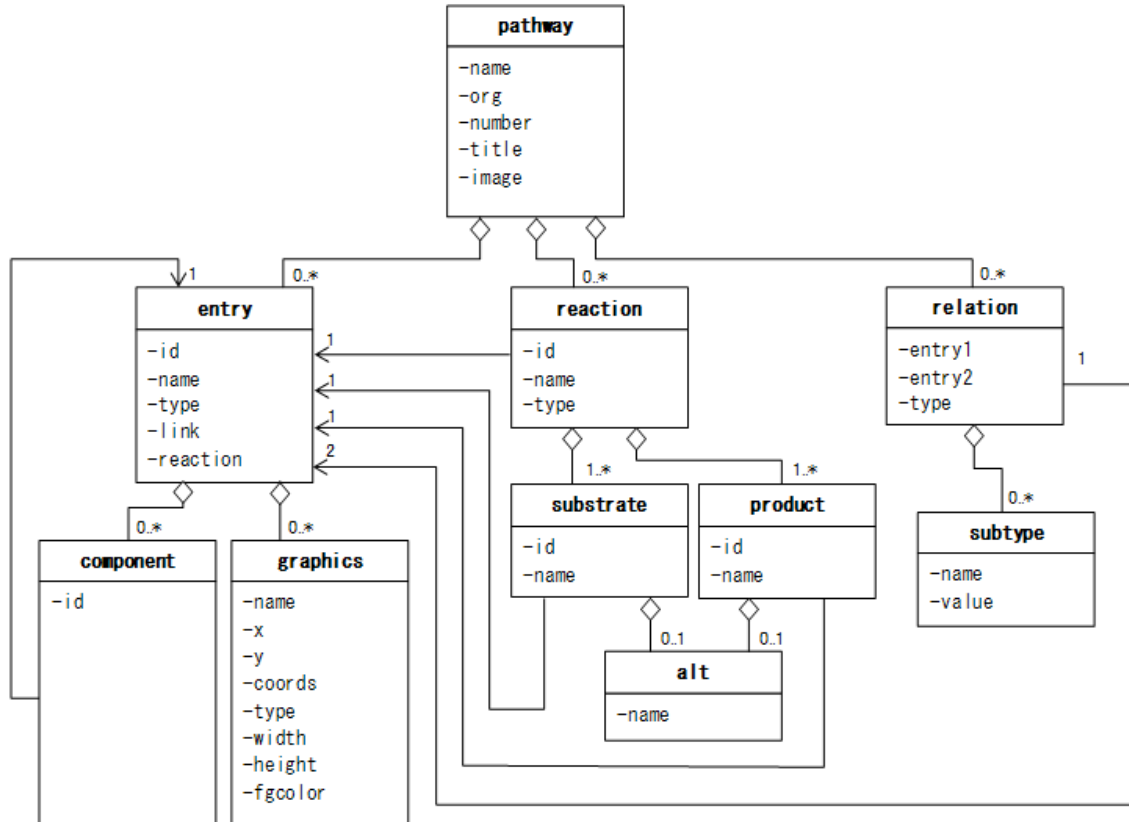 pathway
-name
-org
-number
-title
-image
1
0..*
0..*
0..*
entry
-id
-name
-type
-link
-reaction
1
1
1
2
reaction
-id
-name
-type
relation
-entry1
-entry2
-type
1
0..*
0..*
1..*
1..*
0..*
component
-id
graphics
-name
-x
-y
-coords
-type
-width
-height
-fgcolor
substrate
-id
-name
product
-id
-name
subtype
-name
-value
0..1
0..1
alt
-name